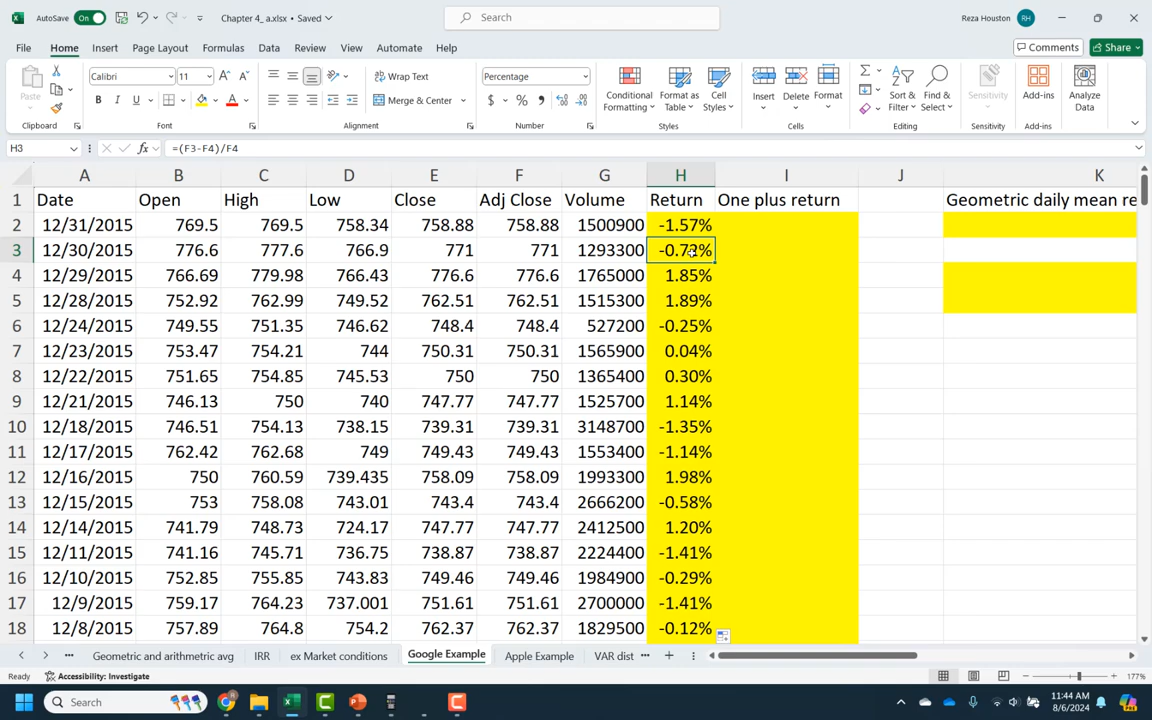 AutoSave On Chapter 4_ a.xlsx • Saved Search Reza Houston RH
File Home Insert Page Layout Formulas Data Review View Automate Help Comments Share
Paste Calibri 11 A A Wrap Text Percentage Conditional Format as Cell Insert Delete Format Sort & Find & Sensitivity Add-ins Analyze
B I U A Merge & Center $ % Formatting Table Styles Filter Select Data
Clipboard Font Alignment Number Styles Cells Editing Sensitivity Add-ins
H3 fx =(F3-F4)/F4
A B C D E F G H I J K
1 Date Open High Low Close Adj Close Volume Return One plus return Geometric daily mean re
2 12/31/2015 769.5 769.5 758.34 758.88 758.88 1500900 -1.57%
3 12/30/2015 776.6 777.6 766.9 771 771 1293300 -0.72%
4 12/29/2015 766.69 779.98 766.43 776.6 776.6 1765000 1.85%
5 12/28/2015 752.92 762.99 749.52 762.51 762.51 1515300 1.89%
6 12/24/2015 749.55 751.35 746.62 748.4 748.4 527200 -0.25%
7 12/23/2015 753.47 754.21 744 750.31 750.31 1565900 0.04%
8 12/22/2015 751.65 754.85 745.53 750 750 1365400 0.30%
9 12/21/2015 746.13 750 740 747.77 747.77 1525700 1.14%
10 12/18/2015 746.51 754.13 738.15 739.31 739.31 3148700 -1.35%
11 12/17/2015 762.42 762.68 749 749.43 749.43 1553400 -1.14%
12 12/16/2015 750 760.59 739.435 758.09 758.09 1993300 1.98%
13 12/15/2015 753 758.08 743.01 743.4 743.4 2666200 -0.58%
14 12/14/2015 741.79 748.73 724.17 747.77 747.77 2412500 1.20%
15 12/11/2015 741.16 745.71 736.75 738.87 738.87 2224400 -1.41%
16 12/10/2015 752.85 755.85 743.83 749.46 749.46 1984900 -0.29%
17 12/9/2015 759.17 764.23 737.001 751.61 751.61 2700000 -1.41%
18 12/8/2015 757.89 764.8 754.2 762.37 762.37 1829500 -0.12%
Geometric and arithmetric avg IRR ex Market conditions Google Example Apple Example VAR dist
Ready Accessibility: Investigate 177%
Search 11:44 AM
8/6/2024